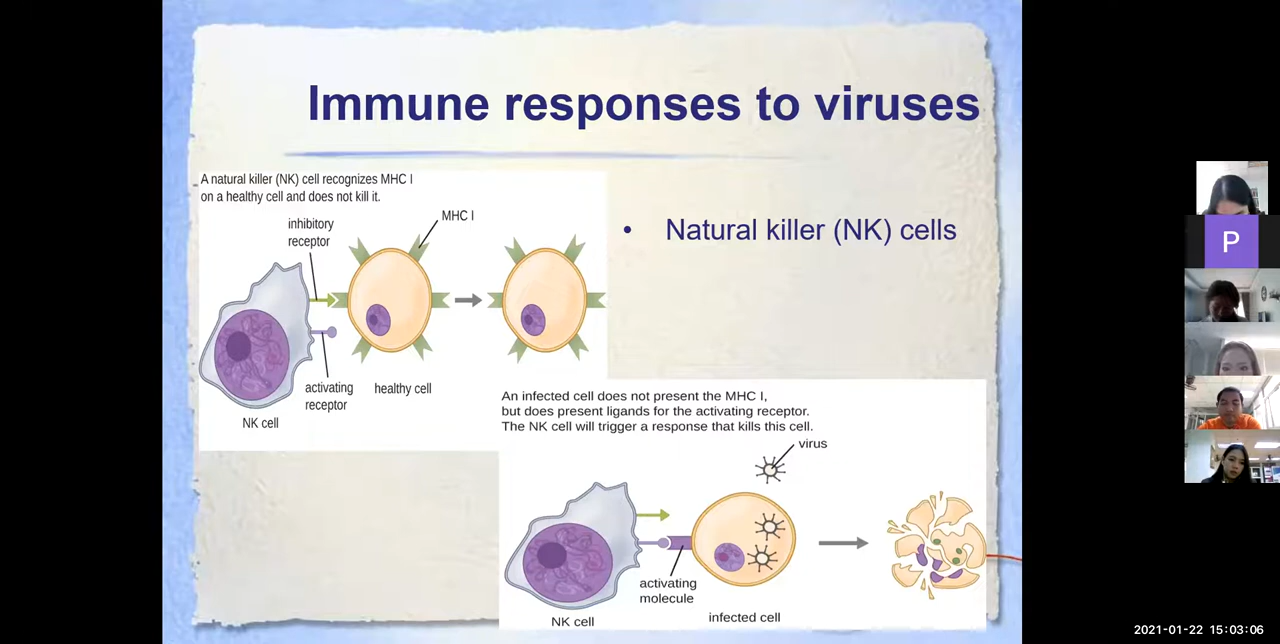 Immune responses to viruses
A natural killer (NK) cell recognizes MHC I
on a healthy cell and does not kill it.
inhibitory
receptor
MHC I
activating
receptor
healthy cell
NK cell
• Natural killer (NK) cells
An infected cell does not present the MHC I,
but does present ligands for the activating receptor.
The NK cell will trigger a response that kills this cell.
virus
activating
molecule
infected cell
NK cell
P
2021-01-22 15:03:06